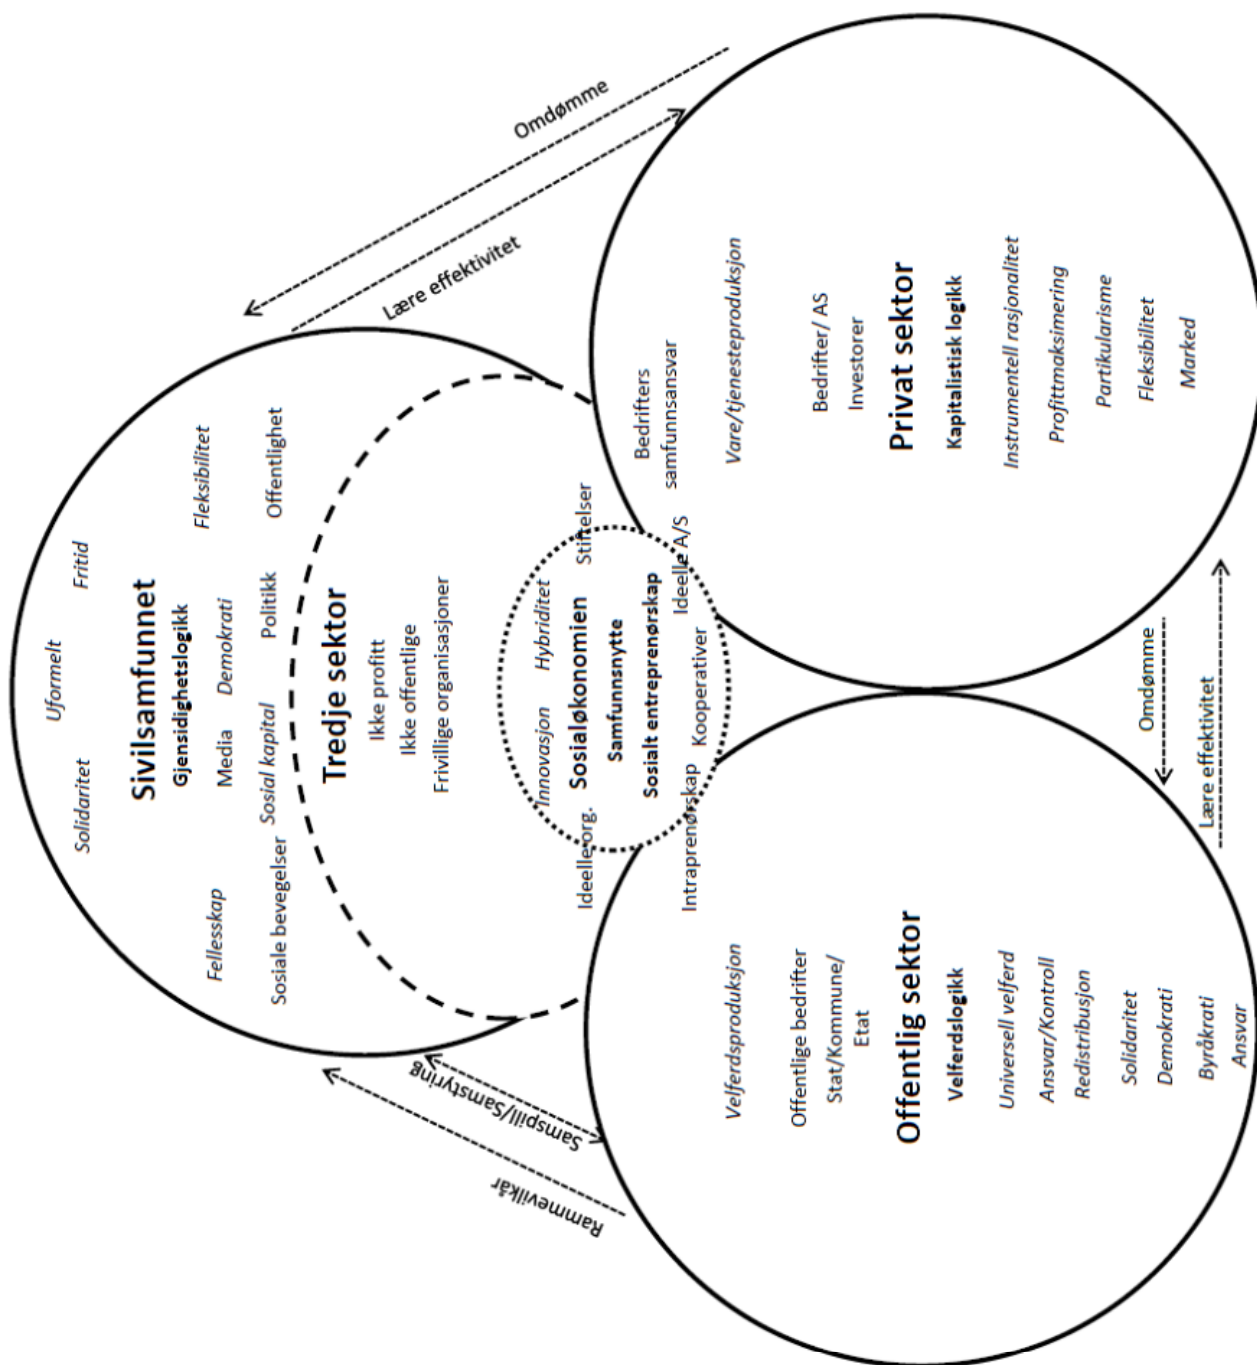 Uformelt
Solidaritet
Fritid
Sivilsamfunnet
Gjensidighetslogikk
Fellesskap
Media
Demokrati
Fleksibilitet
Sosiale bevegelser
Sosial kapital
Politikk
Offentlighet
Tredje sektor
Ikke profitt
Ikke offentlige
Frivillige organisasjoner
Innovasjon
Hybriditet
Ideelle org.
Sosialøkonomien
Stiftelser
Samfunnsnytte
Sosialt entreprenørskap
Ideelle A/S
Intraprenørskap
Kooperativer
Rammevilkår
Samspill/Samstyring
Lære effektivitet
Omdømme
Velferdsproduksjon
Offentlige bedrifter
Stat/Kommune/
Etat
Offentlig sektor
Velferdslogikk
Universell velferd
Ansvar/Kontroll
Redistribusjon
Solidaritet
Demokrati
Byråkrati
Ansvar
Omdømme
Lære effektivitet
Bedrifters
samfunnsansvar
Vare/tjenesteproduksjon
Bedrifter/ AS
Investorer
Privat sektor
Kapitalistisk logikk
Instrumentell rasjonalitet
Profittmaksimering
Partikularisme
Fleksibilitet
Marked